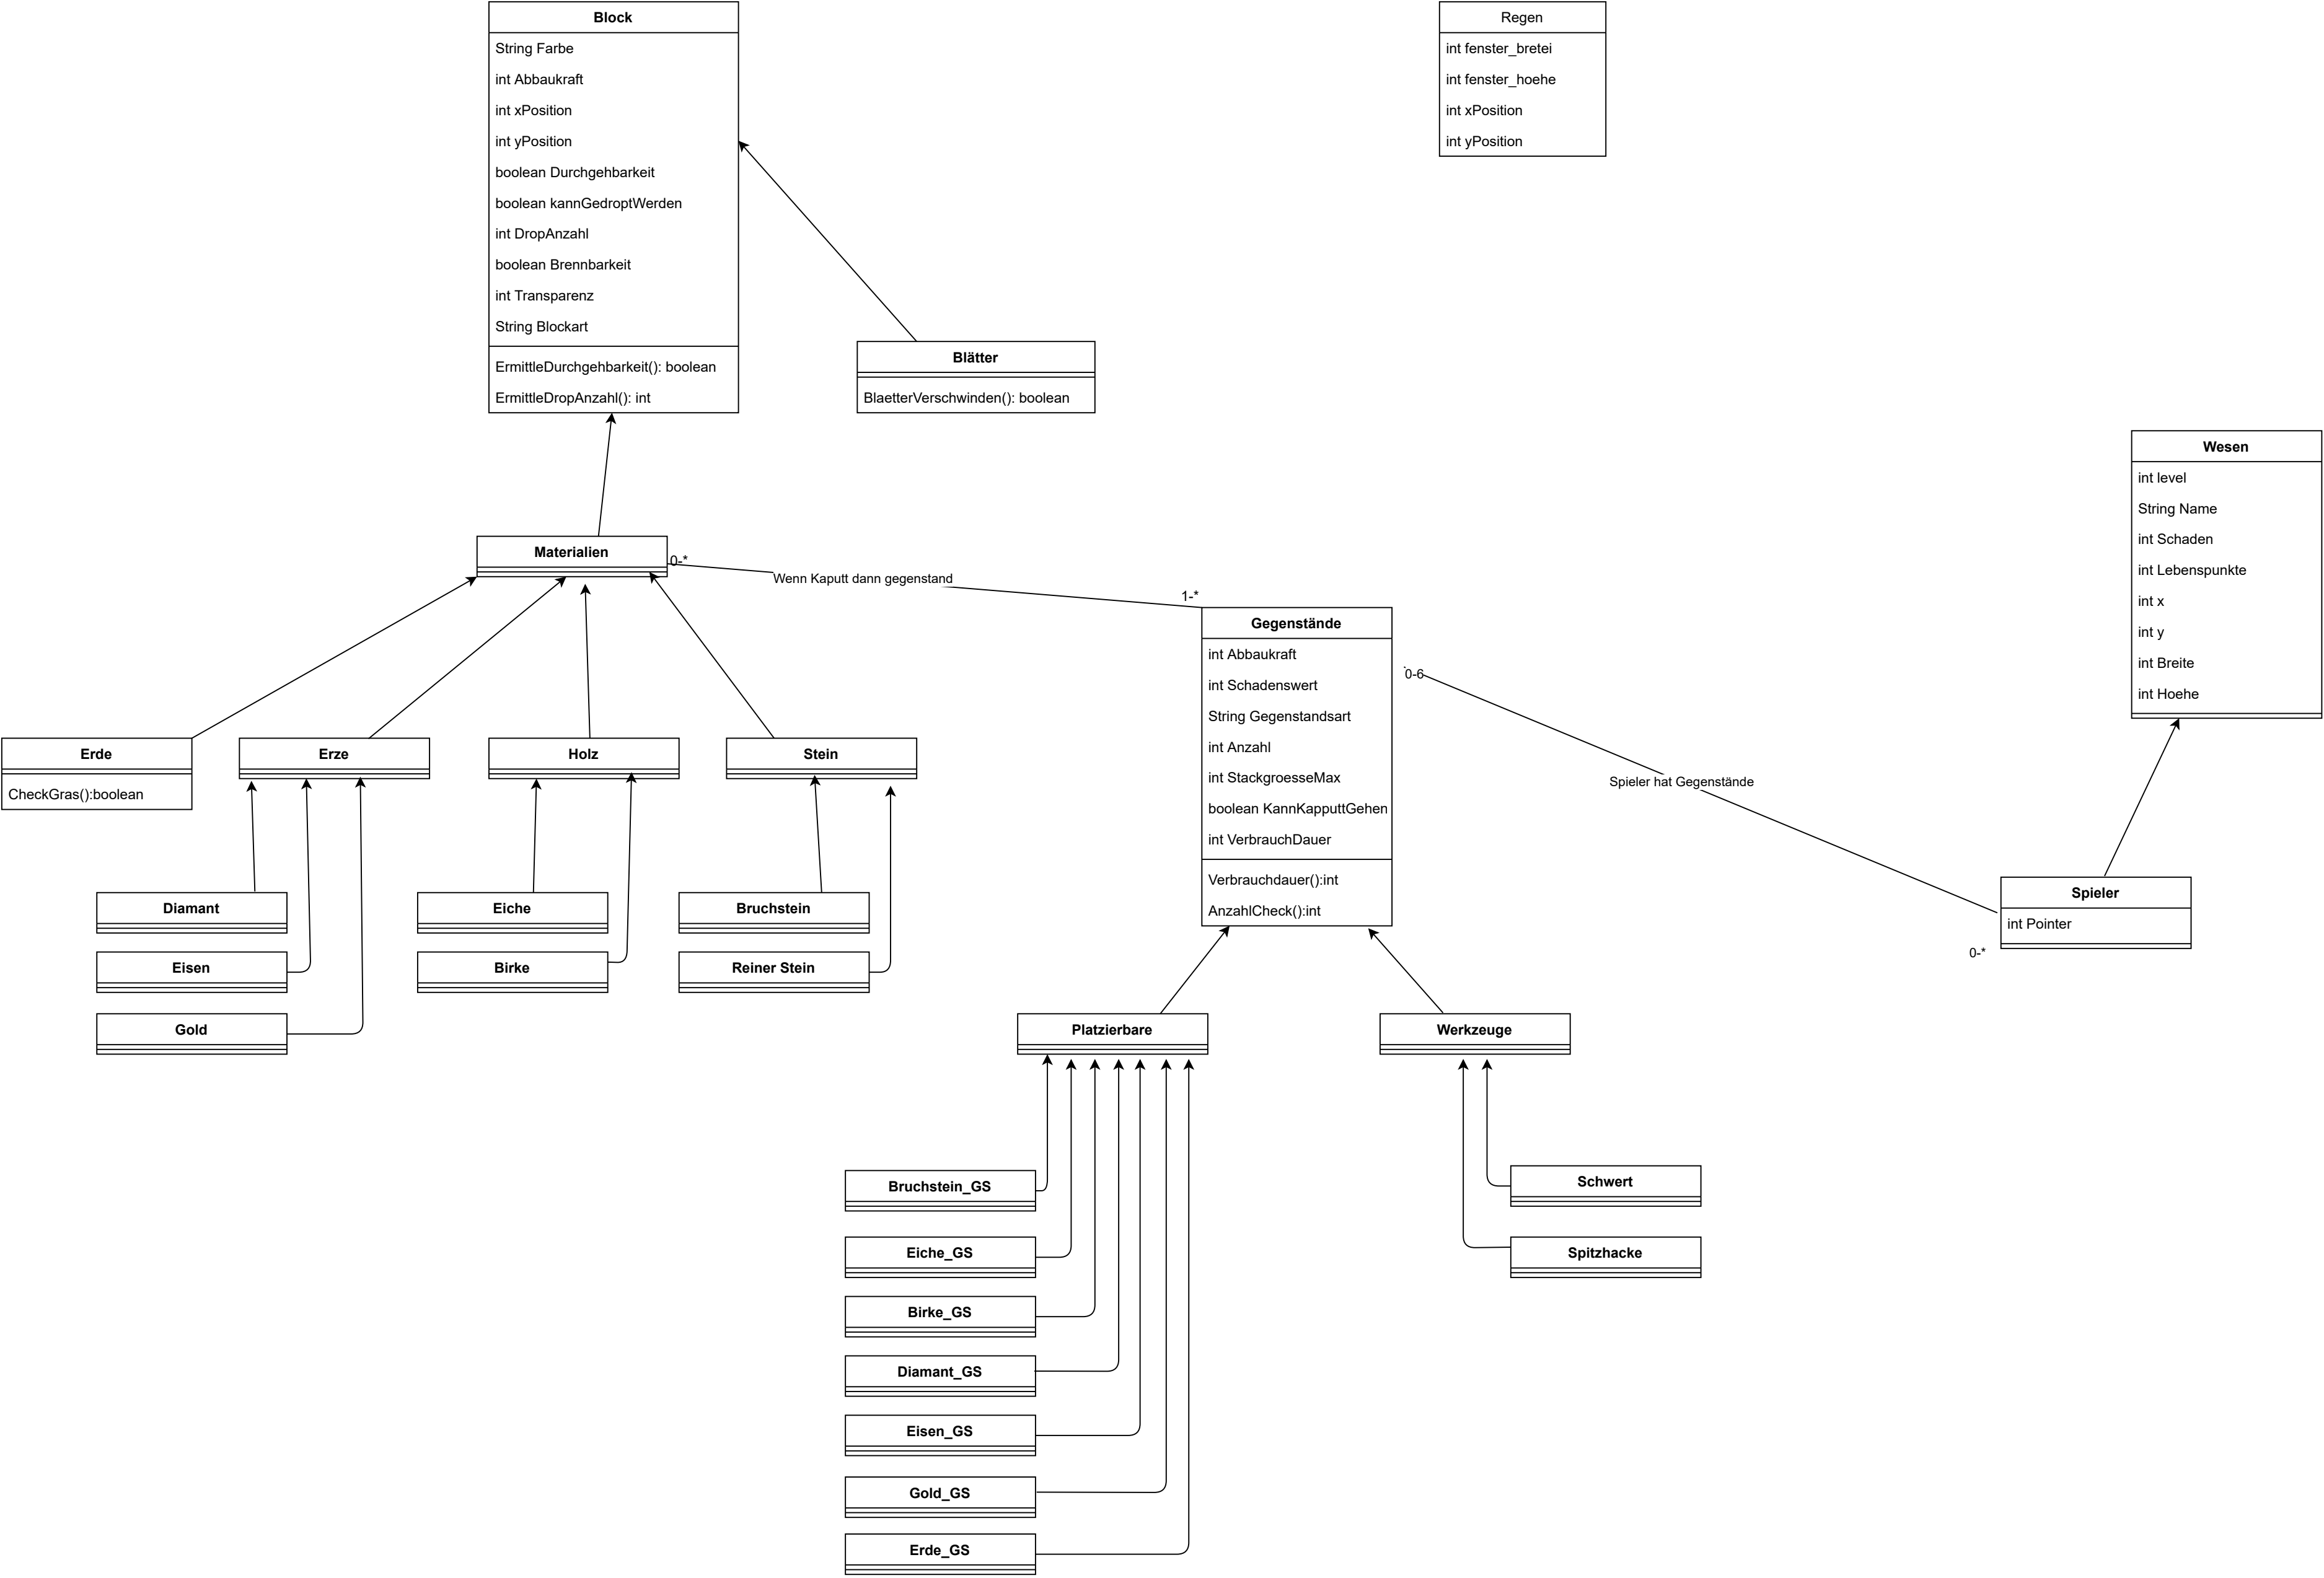 Block
String Farbe
int Abbaukraft
int xPosition
int yPosition
boolean Durchgehbarkeit
boolean kannGedroptWerden
int DropAnzahl
boolean Brennbarkeit
int Transparenz
String Blockart
ErmittleDurchgehbarkeit(): boolean
ErmittleDropAnzahl(): int
Regen
int fenster_bretei
int fenster_hoehe
int xPosition
int yPosition
Blätter
BlaetterVerschwinden(): boolean
Wesen
int level
String Name
int Schaden
int Lebenspunkte
int x
int y
int Breite
int Hoehe
Materialien
0-*
Wenn Kaputt dann gegenstand
1-*
Gegenstände
int Abbaukraft
int Schadenswert
String Gegenstandsart
int Anzahl
int StackgroesseMax
boolean KannKapputtGehen
int VerbrauchDauer
Verbrauchdauer():int
AnzahlCheck():int
0-6
Spieler hat Gegenstände
0-*
Spieler
int Pointer
Erde
CheckGras():boolean
Erze
Holz
Stein
Diamant
Eisen
Gold
Eiche
Birke
Bruchstein
Reiner Stein
Platzierbare
Werkzeuge
Bruchstein_GS
Eiche_GS
Birke_GS
Diamant_GS
Eisen_GS
Gold_GS
Erde_GS
Schwert
Spitzhacke